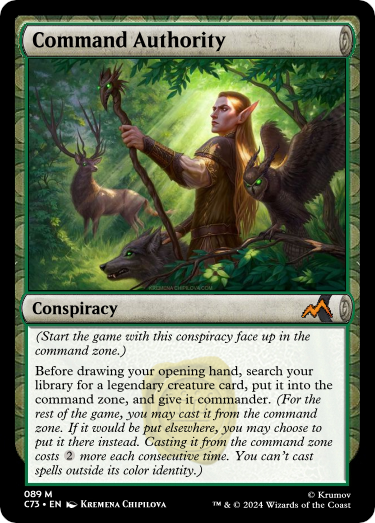 Command Authority
KREMENACHIPILOVA.COM
Conspiracy
(Start the game with this conspiracy face up in the
command zone.)
Before drawing your opening hand, search your
library for a legendary creature card, put it into the
command zone, and give it commander. (For the
rest of the game, you may cast it from the command
zone. If it would be put elsewhere, you may choose to
put it there instead. Casting it from the command zone
costs 2 more each consecutive time. You can't cast
spells outside its color identity.)
089 M
C73 • EN KREMENA CHIPILOVA
© Krumov
™ & © 2024 Wizards of the Coast